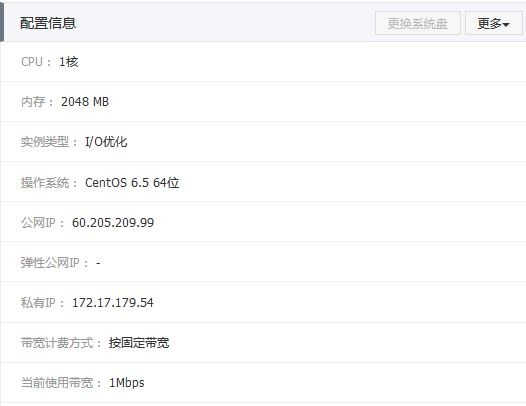 配置信息 更换系统盘 更多
CPU： 1核
内存： 2048 MB
实例类型： I/O优化
操作系统： CentOS 6.5 64位
公网IP： 60.205.209.99
弹性公网IP： -
私有IP： 172.17.179.54
带宽计费方式： 按固定带宽
当前使用带宽： 1Mbps